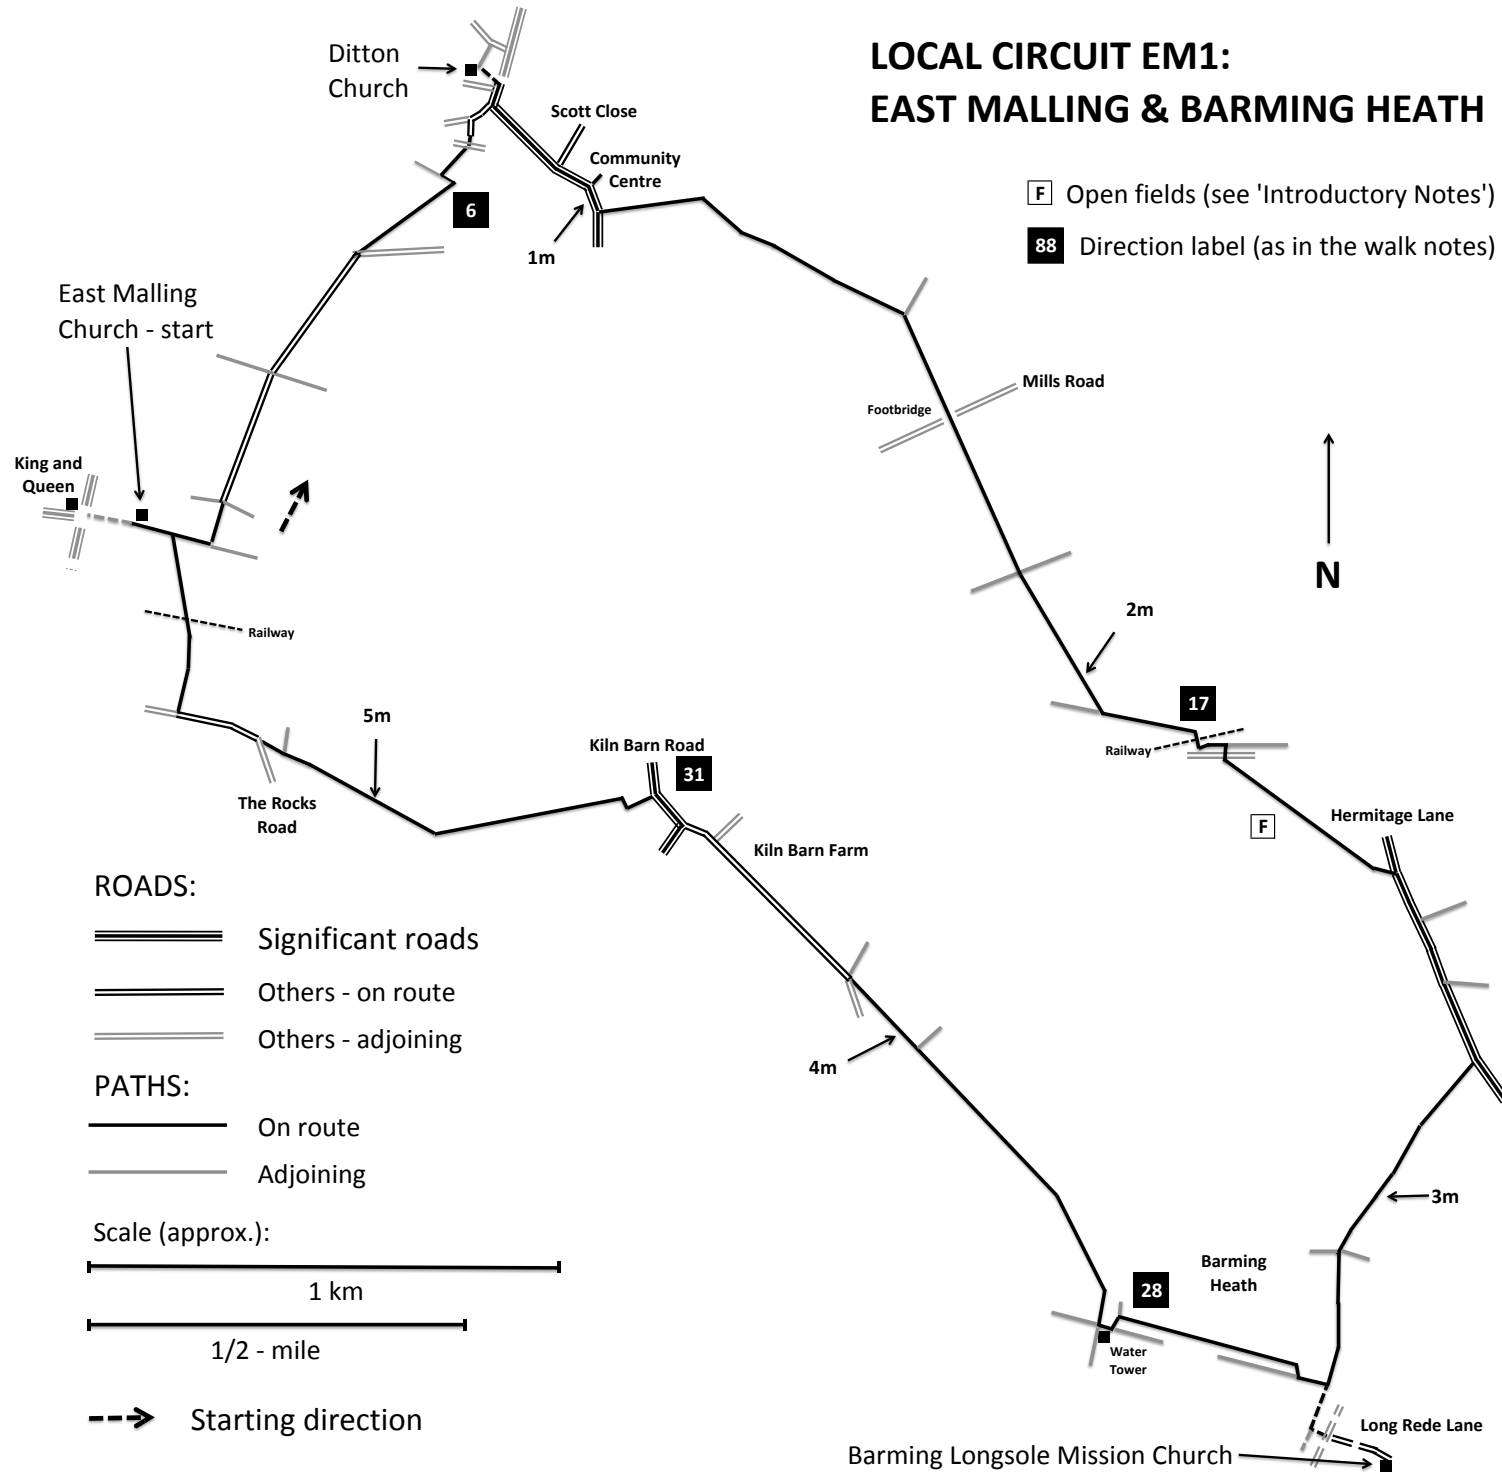 LOCAL CIRCUIT EM1:
EAST MALLING & BARMING HEATH
F Open fields (see 'Introductory Notes')
88 Direction label (as in the walk notes)
Ditton
Church
Scott Close
Community
Centre
6
1m
East Malling
Church - start
Mills Road
Footbridge
King and
Queen
N
2m
Railway
17
Railway
5m
Kiln Barn Road
31
The Rocks
Road
F
Hermitage Lane
Kiln Barn Farm
ROADS:
Significant roads
Others - on route
Others - adjoining
4m
PATHS:
On route
Adjoining
3m
Scale (approx.):
1 km
1/2 - mile
Barming
Heath
28
Water
Tower
Starting direction
Long Rede Lane
Barming Longsole Mission Church